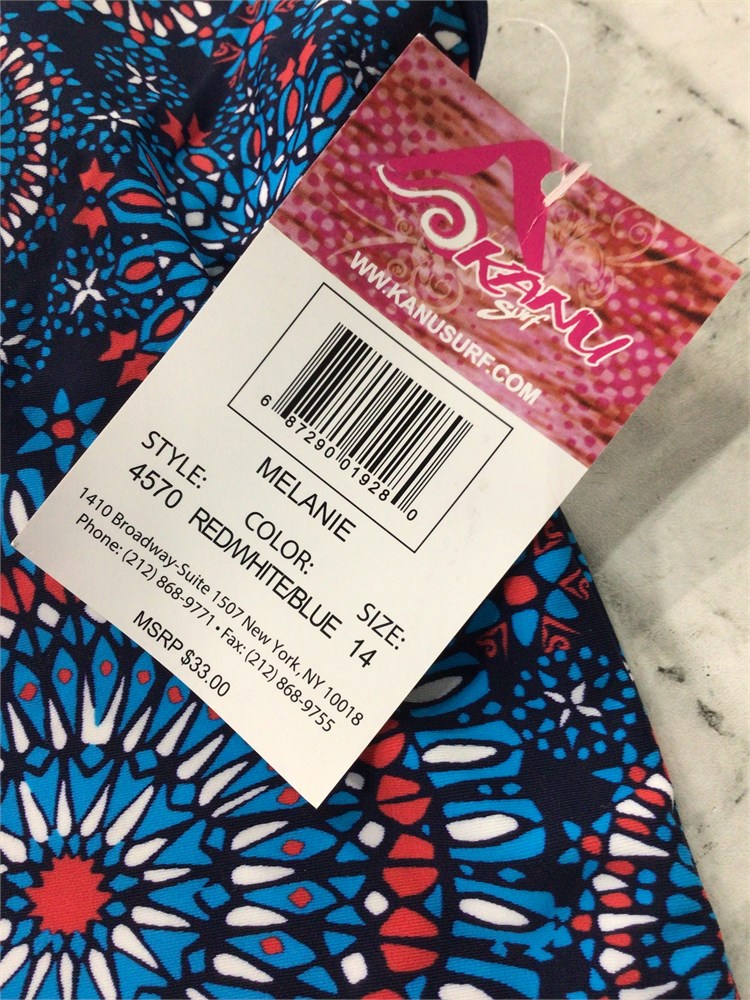 KANU
Surf
WWW.KANUSURF.COM
6 87290 01928 0
MELANIE
STYLE: COLOR: SIZE:
4570 RED/WHITE/BLUE 14
1410 Broadway-Suite 1507 New York, NY 10018
Phone: (212) 868-9771 • Fax: (212) 868-9755
MSRP $33.00